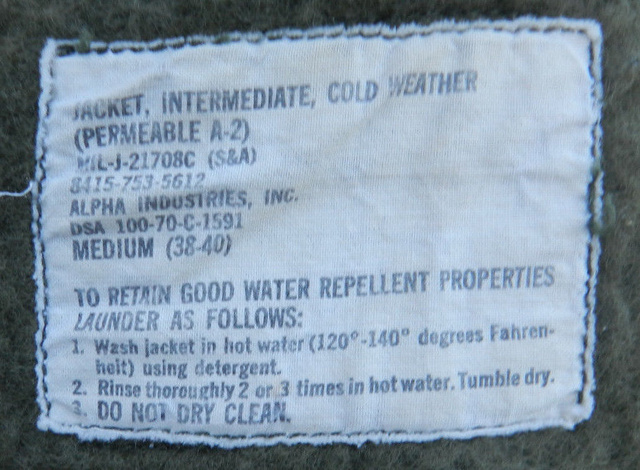 JACKET, INTERMEDIATE, COLD WEATHER
(PERMEABLE A-2)
MIL-J-21708C (S&A)
8415-753-5612
ALPHA INDUSTRIES, INC.
DSA 100-70-C-1591
MEDIUM (38-40)
TO RETAIN GOOD WATER REPELLENT PROPERTIES
LAUNDER AS FOLLOWS:
1. Wash jacket in hot water (120°-140° degrees Fahren-
heit) using detergent.
2. Rinse thoroughly 2 or 3 times in hot water. Tumble dry.
3. DO NOT DRY CLEAN.